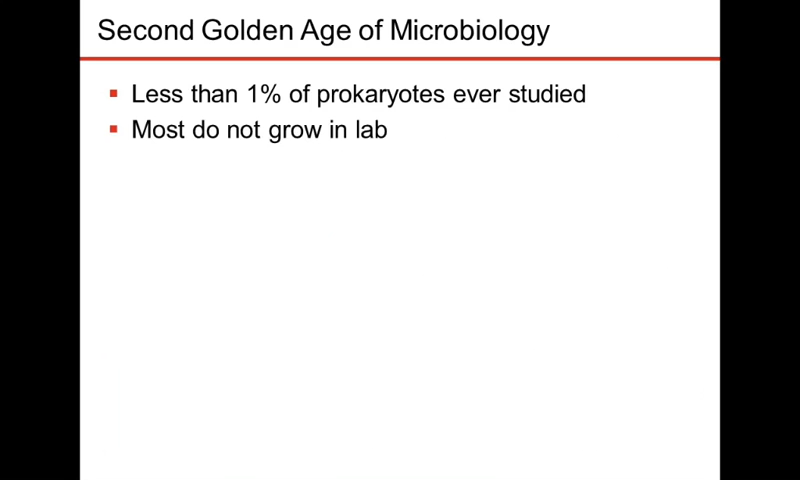 Second Golden Age of Microbiology
Less than 1% of prokaryotes ever studied
Most do not grow in lab